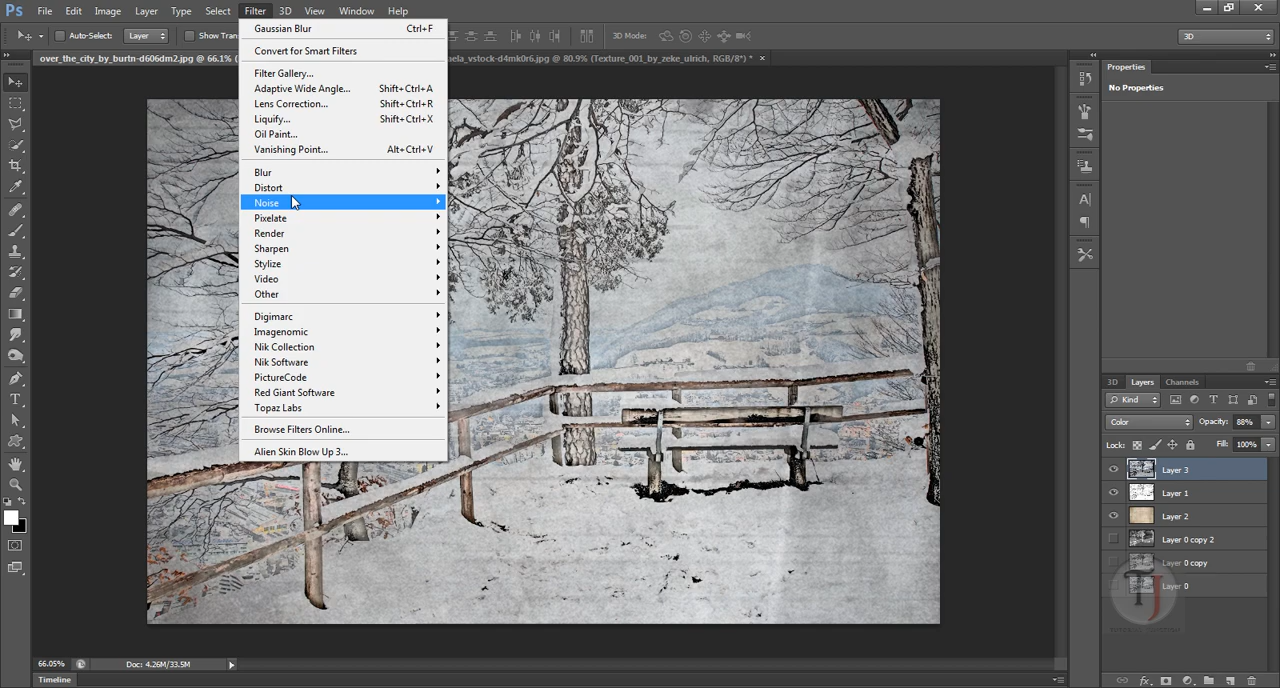 Ps File Edit Image Layer Type Select Filter 3D View Window Help
Auto-Select: Layer Show Tran 3D Mode: 3D
over_the_city_by_burtn-d606dm2.jpg @ 66.1% ( aela_vstock-d4mk0r6.jpg @ 80.9% (Texture_001_by_zeke_ulrich, RGB/8*) *
Gaussian Blur Ctrl+F
Convert for Smart Filters
Filter Gallery...
Adaptive Wide Angle... Shift+Ctrl+A
Lens Correction... Shift+Ctrl+R
Liquify... Shift+Ctrl+X
Oil Paint...
Vanishing Point... Alt+Ctrl+V
Blur
Distort
Noise
Pixelate
Render
Sharpen
Stylize
Video
Other
Digimarc
Imagenomic
Nik Collection
Nik Software
PictureCode
Red Giant Software
Topaz Labs
Browse Filters Online...
Alien Skin Blow Up 3...
Properties
No Properties
3D Layers Channels
Kind
Color Opacity: 88%
Lock: Fill: 100%
Layer 3
Layer 1
Layer 2
Layer 0 copy 2
Layer 0 copy
Layer 0
TJ
66.05% Doc: 4.26M/33.5M
Timeline